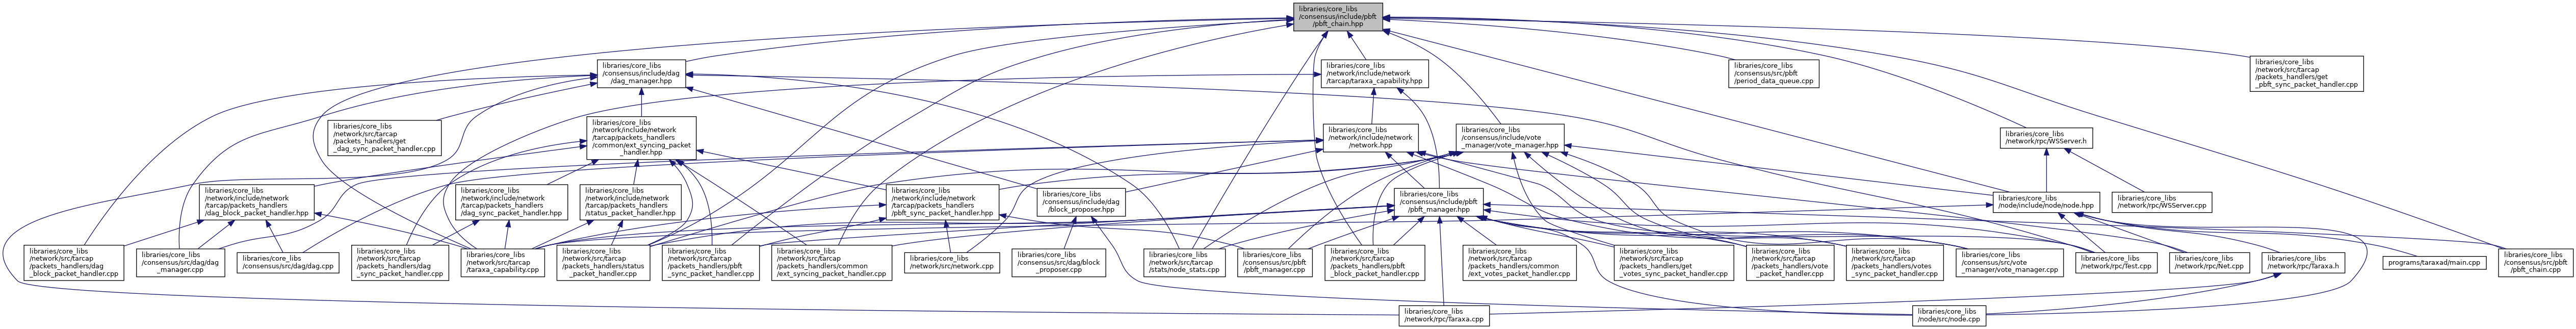 libraries/core_libs
/consensus/include/pbft
/pbft_chain.hpp
libraries/core_libs
/consensus/include/dag
/dag_manager.hpp
libraries/core_libs
/network/include/network
/tarcap/taraxa_capability.hpp
libraries/core_libs
/consensus/src/pbft
/period_data_queue.cpp
libraries/core_libs
/network/src/tarcap
/packets_handlers/get
_pbft_sync_packet_handler.cpp
libraries/core_libs
/network/src/tarcap
/packets_handlers/get
_dag_sync_packet_handler.cpp
libraries/core_libs
/network/include/network
/tarcap/packets_handlers
/common/ext_syncing_packet
_handler.hpp
libraries/core_libs
/network/include/network
/network.hpp
libraries/core_libs
/consensus/include/vote
_manager/vote_manager.hpp
libraries/core_libs
/network/rpc/WSServer.h
libraries/core_libs
/network/include/network
/tarcap/packets_handlers
/dag_block_packet_handler.hpp
libraries/core_libs
/network/include/network
/tarcap/packets_handlers
/dag_sync_packet_handler.hpp
libraries/core_libs
/network/include/network
/tarcap/packets_handlers
/status_packet_handler.hpp
libraries/core_libs
/network/include/network
/tarcap/packets_handlers
/pbft_sync_packet_handler.hpp
libraries/core_libs
/consensus/include/dag
/block_proposer.hpp
libraries/core_libs
/consensus/include/pbft
/pbft_manager.hpp
libraries/core_libs
/node/include/node/node.hpp
libraries/core_libs
/network/rpc/WSServer.cpp
libraries/core_libs
/network/src/tarcap
/packets_handlers/dag
_block_packet_handler.cpp
libraries/core_libs
/consensus/src/dag/dag
_manager.cpp
libraries/core_libs
/consensus/src/dag/dag.cpp
libraries/core_libs
/network/src/tarcap
/packets_handlers/dag
_sync_packet_handler.cpp
libraries/core_libs
/network/src/tarcap
/taraxa_capability.cpp
libraries/core_libs
/network/src/tarcap
/packets_handlers/status
_packet_handler.cpp
libraries/core_libs
/network/src/tarcap
/packets_handlers/pbft
_sync_packet_handler.cpp
libraries/core_libs
/network/src/tarcap
/packets_handlers/common
/ext_syncing_packet_handler.cpp
libraries/core_libs
/network/src/network.cpp
libraries/core_libs
/consensus/src/dag/block
_proposer.cpp
libraries/core_libs
/network/src/tarcap
/stats/node_stats.cpp
libraries/core_libs
/consensus/src/pbft
/pbft_manager.cpp
libraries/core_libs
/network/src/tarcap
/packets_handlers/pbft
_block_packet_handler.cpp
libraries/core_libs
/network/src/tarcap
/packets_handlers/common
/ext_votes_packet_handler.cpp
libraries/core_libs
/network/src/tarcap
/packets_handlers/get
_votes_sync_packet_handler.cpp
libraries/core_libs
/network/src/tarcap
/packets_handlers/vote
_packet_handler.cpp
libraries/core_libs
/network/src/tarcap
/packets_handlers/votes
_sync_packet_handler.cpp
libraries/core_libs
/consensus/src/vote
_manager/vote_manager.cpp
libraries/core_libs
/network/rpc/Test.cpp
libraries/core_libs
/network/rpc/Net.cpp
libraries/core_libs
/network/rpc/Taraxa.h
programs/taraxad/main.cpp
libraries/core_libs
/consensus/src/pbft
/pbft_chain.cpp
libraries/core_libs
/network/rpc/Taraxa.cpp
libraries/core_libs
/node/src/node.cpp